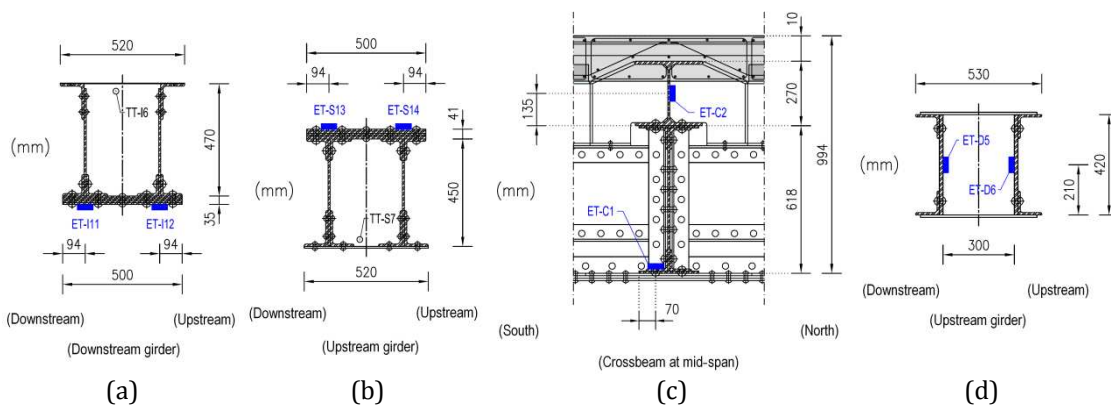 520
94
94
TT-I6
(mm)
470
35
ET-I11
ET-I12
94
94
500
(Downstream)
(Upstream)
(Downstream girder)
(a)
500
94
94
ET-S13
ET-S14
41
(mm)
450
TT-S7
520
(Downstream)
(Upstream)
(Upstream girder)
(b)
10
135
ET-C2
270
(mm)
994
618
ET-C1
70
(South)
(North)
(Crossbeam at mid-span)
(c)
530
(mm)
ET-D5
ET-D6
420
210
300
(Downstream)
(Upstream)
(Upstream girder)
(d)